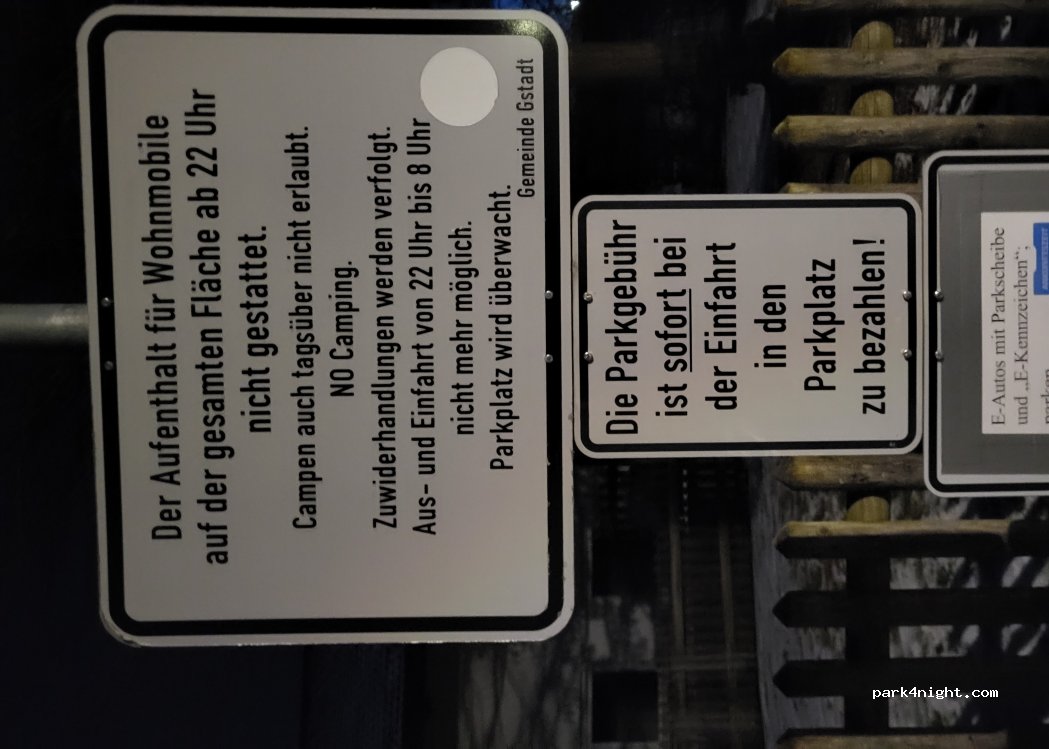 Der Aufenthalt für Wohnmobile
auf der gesamten Fläche ab 22 Uhr
nicht gestattet.
Campen auch tagsüber nicht erlaubt.
NO Camping.
Zuwiderhandlungen werden verfolgt.
Aus- und Einfahrt von 22 Uhr bis 8 Uhr
nicht mehr möglich.
Parkplatz wird überwacht.
Gemeinde Gstadt
Die Parkgebühr
ist sofort bei
der Einfahrt
in den
Parkplatz
zu bezahlen!
E-Autos mit Parkscheibe
und „E-Kennzeichen“;
parken
park4night.com